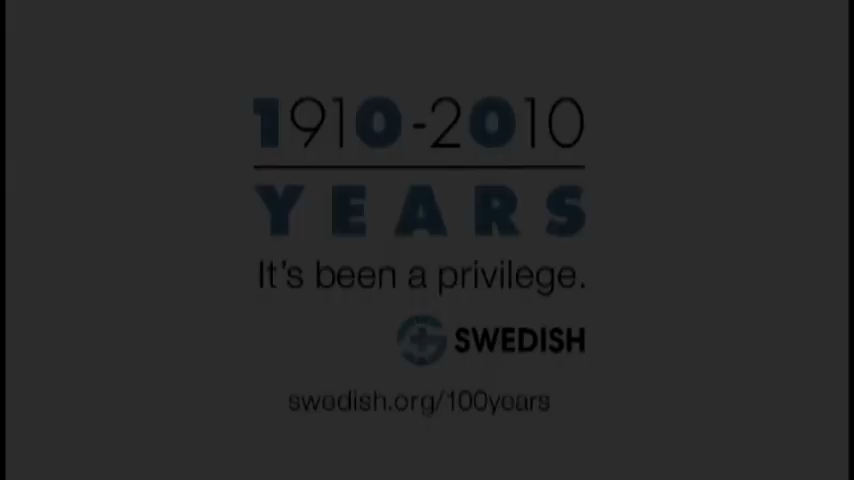 1910-2010
YEARS
It's been a privilege.
SWEDISH
swedish.org/100years